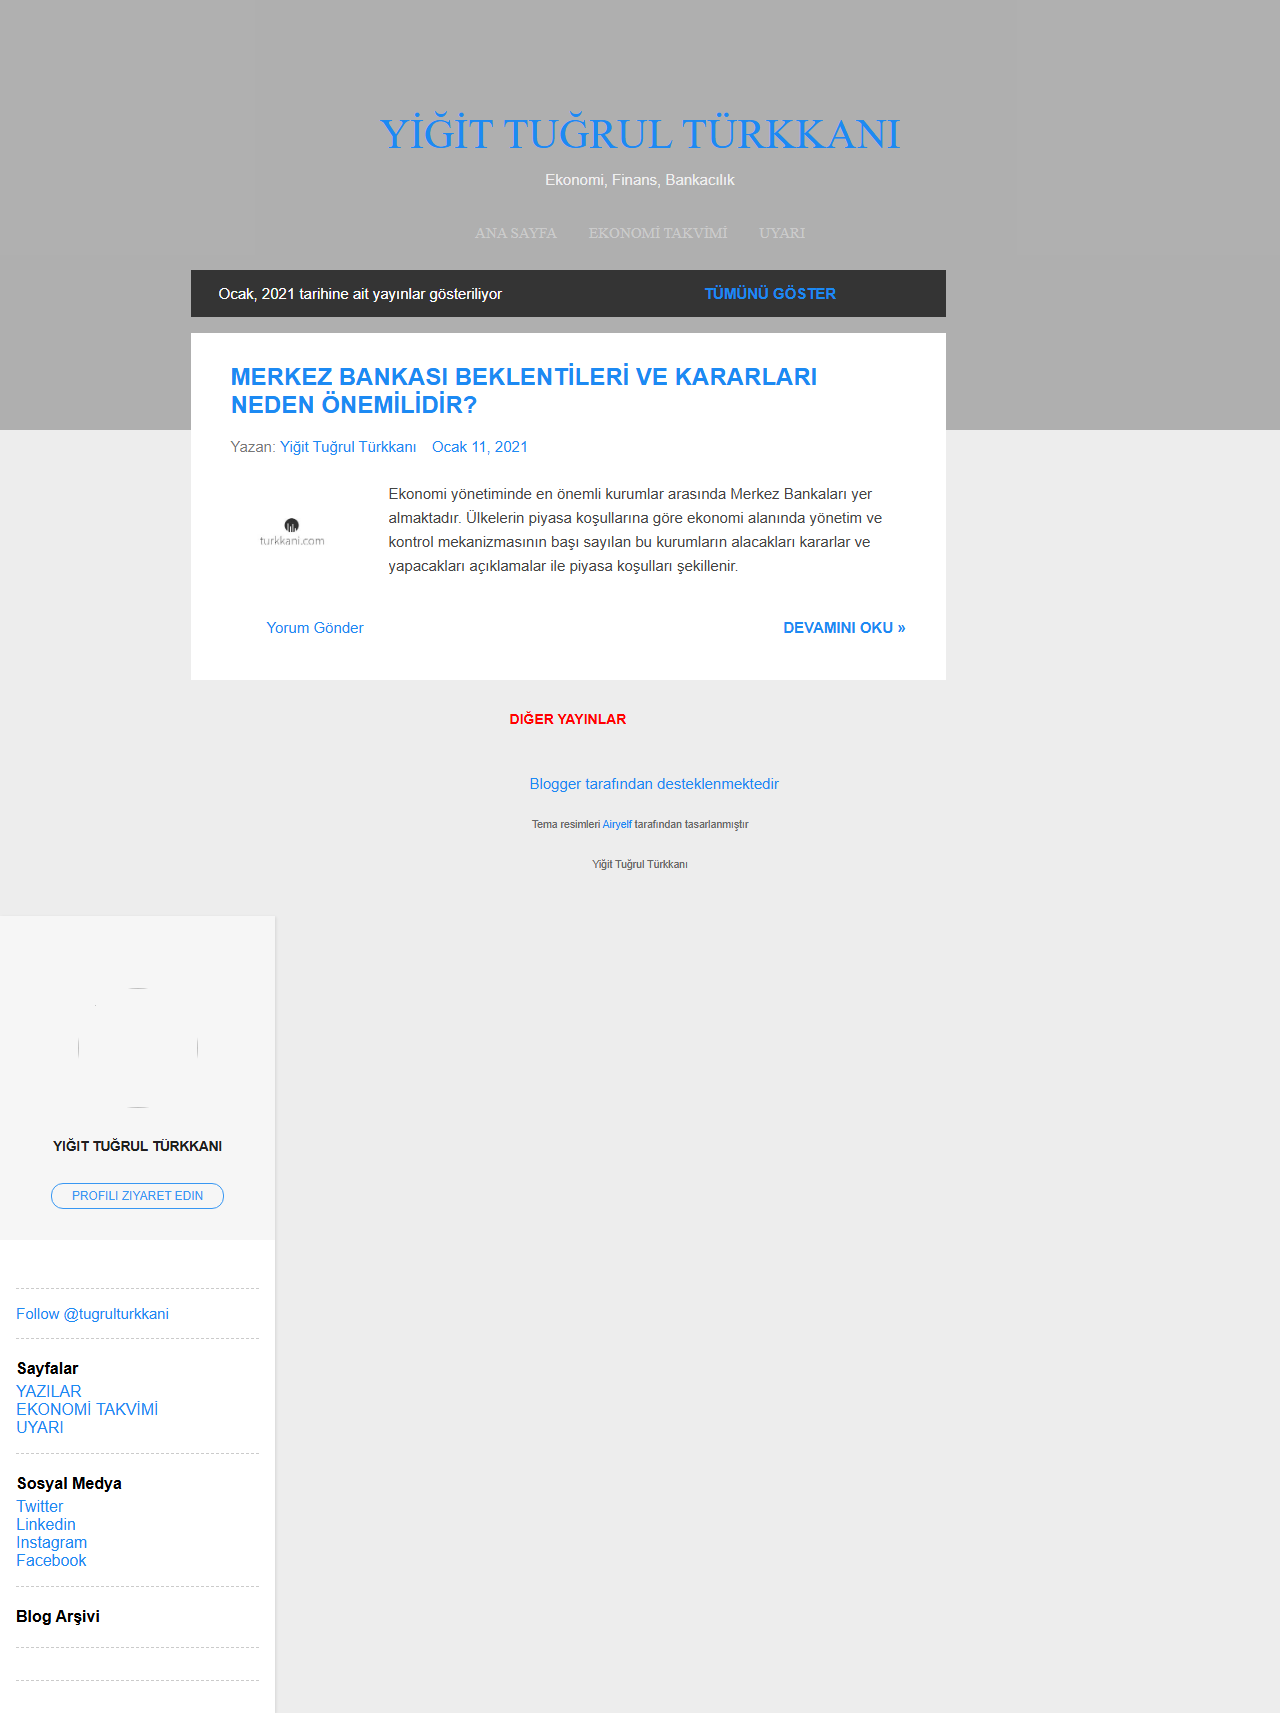 YİĞİT TUĞRUL TÜRKKANI
Ekonomi, Finans, Bankacılık
ANA SAYFA EKONOMİ TAKVİMİ UYARI
Ocak, 2021 tarihine ait yayınlar gösteriliyor TÜMÜNÜ GÖSTER
MERKEZ BANKASI BEKLENTİLERİ VE KARARLARI
NEDEN ÖNEMİLİDİR?
Yazan: Yiğit Tuğrul Türkkanı Ocak 11, 2021
turkkani.com
Ekonomi yönetiminde en önemli kurumlar arasında Merkez Bankaları yer
almaktadır. Ülkelerin piyasa koşullarına göre ekonomi alanında yönetim ve
kontrol mekanizmasının başı sayılan bu kurumların alacakları kararlar ve
yapacakları açıklamalar ile piyasa koşulları şekillenir.
Yorum Gönder DEVAMINI OKU »
DIĞER YAYINLAR
Blogger tarafından desteklenmektedir
Tema resimleri Airyelf tarafından tasarlanmıştır
Yiğit Tuğrul Türkkanı
YIĞIT TUĞRUL TÜRKKANI
PROFILI ZIYARET EDIN
Follow @tugrulturkkani
Sayfalar
YAZILAR
EKONOMİ TAKVİMİ
UYARI
Sosyal Medya
Twitter
Linkedin
Instagram
Facebook
Blog Arşivi